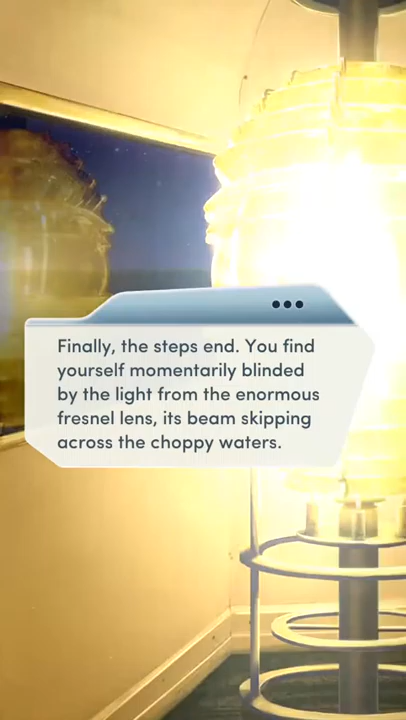 Finally, the steps end. You find
yourself momentarily blinded
by the light from the enormous
fresnel lens, its beam skipping
across the choppy waters.